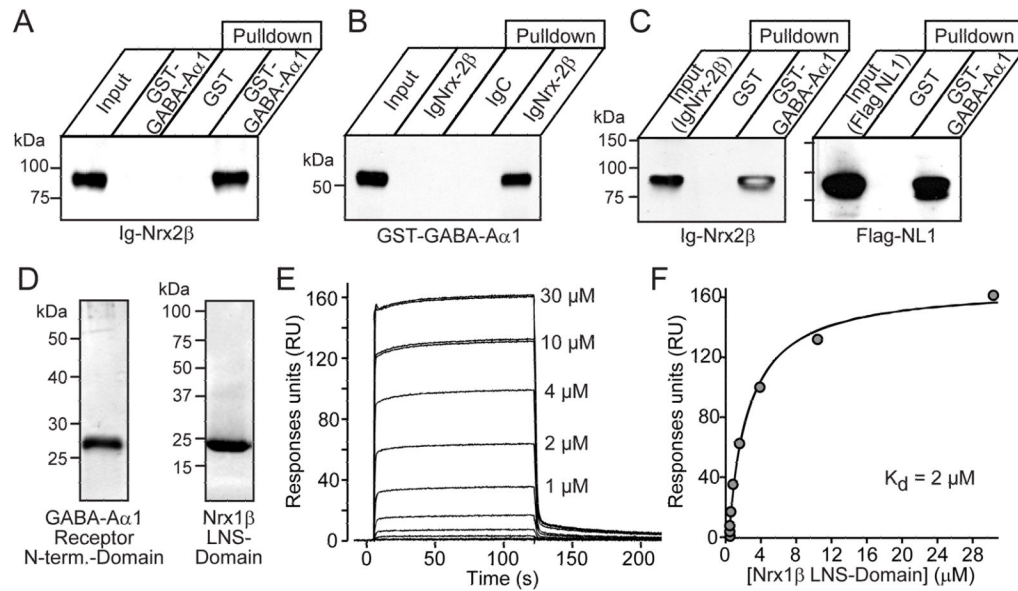 A
Pulldown
Input
GST-
GABA-Aα1
GST
GST-
GABA-Aα1
kDa
100
75
Ig-Nrx2β
B
Pulldown
Input
IgNrx-2β
IgC
IgNrx-2β
kDa
50
GST-GABA-Aα1
C
Pulldown
Input
(IgNrx-2β)
GST
GST-
GABA-Aα1
kDa
150
100
75
Ig-Nrx2β
Pulldown
Input
(Flag NL1)
GST
GST-
GABA-Aα1
Flag-NL1
D
kDa
50
30
25
GABA-Aα1
Receptor
N-term.-Domain
kDa
100
75
50
37
25
15
Nrx1β
LNS-
Domain
E
Responses units (RU)
160
120
80
40
0
30 µM
10 µM
4 µM
2 µM
1 µM
0 50 100 150 200
Time (s)
F
Responses units (RU)
160
120
80
40
0
Kd = 2 µM
0 4 8 12 16 20 24 28
[Nrx1β LNS-Domain] (µM)